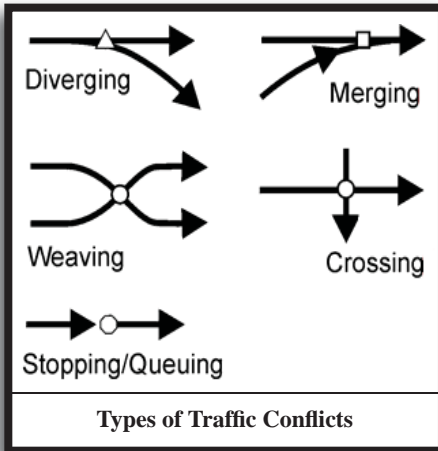 Diverging
Merging
Weaving
Crossing
Stopping/Queuing
Types of Traffic Conflicts